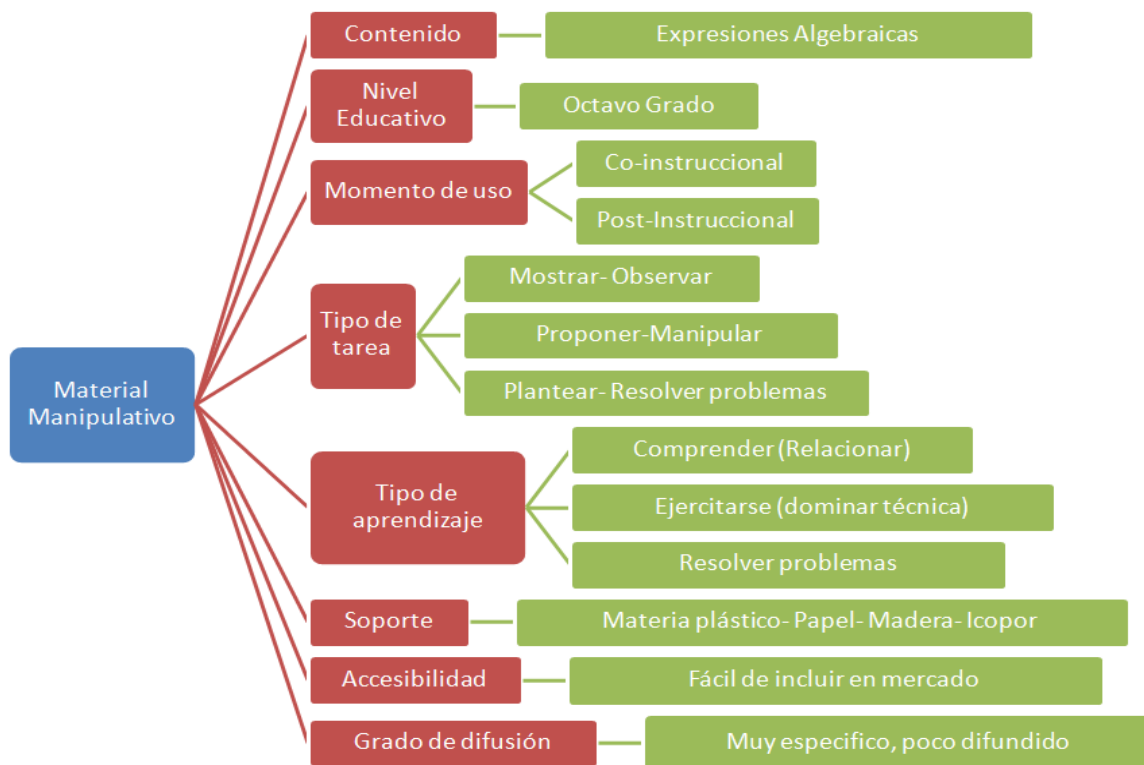 Material
Manipulativo
Contenido
Expresiones Algebraicas
Nivel
Educativo
Octavo Grado
Momento de uso
Co-instruccional
Post-Instruccional
Tipo de
tarea
Mostrar- Observar
Proponer-Manipular
Plantear- Resolver problemas
Tipo de
aprendizaje
Comprender (Relacionar)
Ejercitarse (dominar técnica)
Resolver problemas
Soporte
Materia plástico- Papel- Madera- Icopor
Accesibilidad
Fácil de incluir en mercado
Grado de difusión
Muy especifico, poco difundido